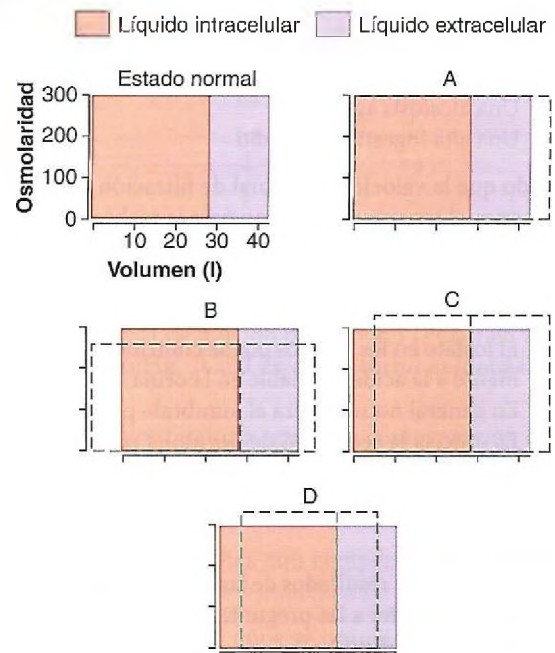 Líquido intracelular Líquido extracelular
Estado normal
A
Osmolaridad
300
200
100
0
10 20 30 40
Volumen (l)
B
C
D